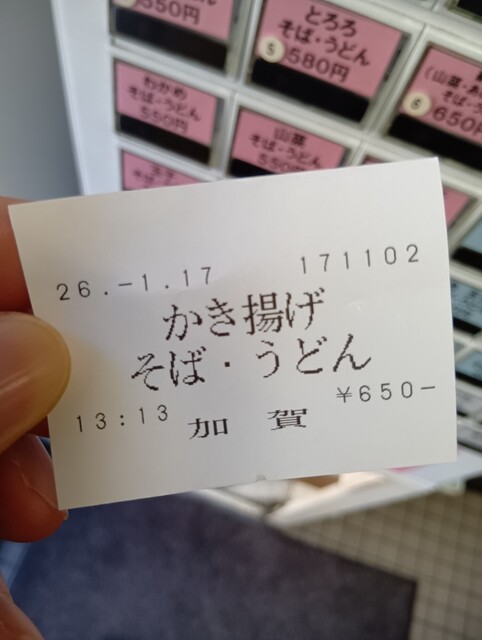 550円
とろろ
そば・うどん
580円
わかめ
そば・うどん
550円
山菜
そば・うどん
550円
6
650円
26.-1.17 171102
かき揚げ
そば・うどん
¥650-
13:13 加賀